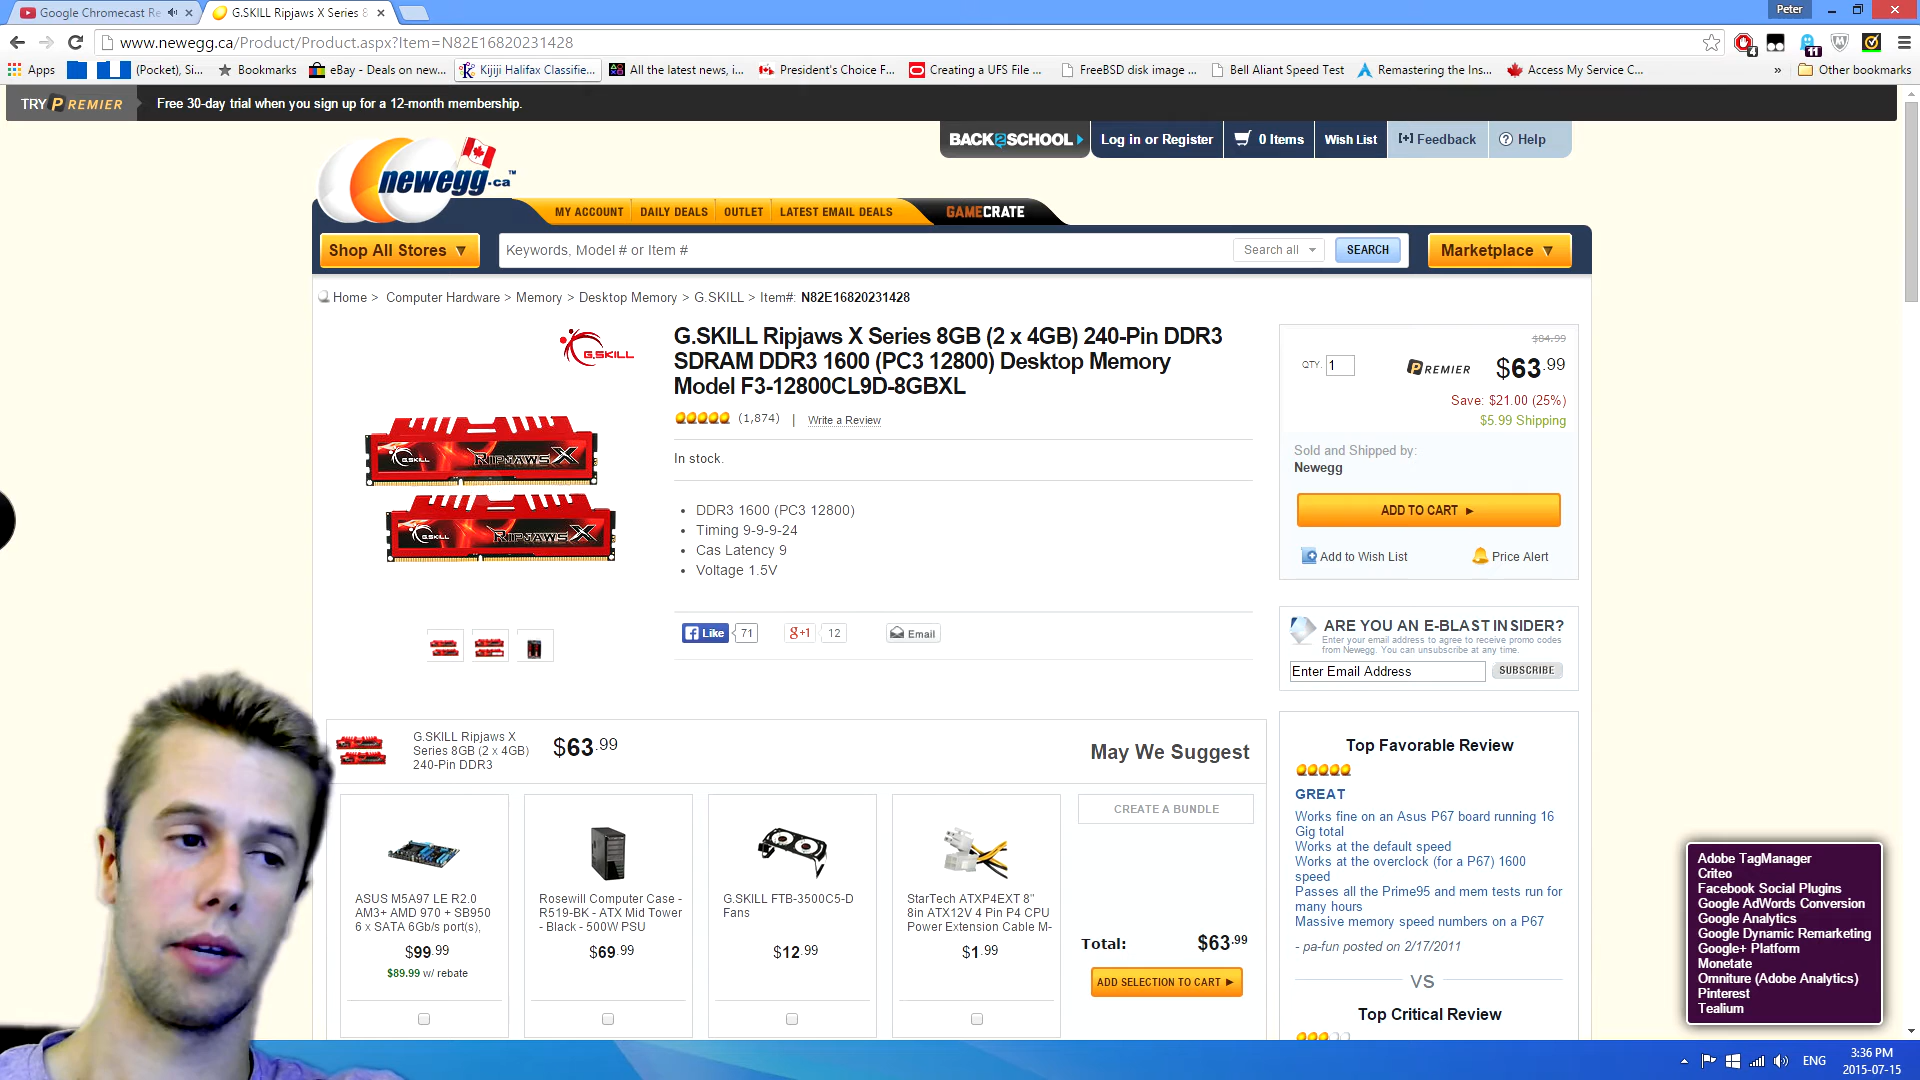 Google Chromecast Re
G.SKILL Ripjaws X Series 8
Peter
www.newegg.ca/Product/Product.aspx?Item=N82E16820231428
4
11
Apps
(Pocket), Si...
Bookmarks
eBay - Deals on new...
Kijiji Halifax Classifie...
All the latest news, i...
President's Choice F...
Creating a UFS File ...
FreeBSD disk image ...
Bell Aliant Speed Test
Remastering the Ins...
Access My Service C...
»
Other bookmarks
TRY PREMIER
Free 30-day trial when you sign up for a 12-month membership.
BACK2SCHOOL
Log in or Register
0 Items
Wish List
[+] Feedback
? Help
newegg.ca™
MY ACCOUNT
DAILY DEALS
OUTLET
LATEST EMAIL DEALS
GAMECRATE
Shop All Stores ▼
Keywords, Model # or Item #
Search all
SEARCH
Marketplace ▼
Home > Computer Hardware > Memory > Desktop Memory > G.SKILL > Item#: N82E16820231428
G.SKILL
G.SKILL
RIPJAWS X
G.SKILL
RIPJAWS X
G.SKILL Ripjaws X Series 8GB (2 x 4GB) 240-Pin DDR3
SDRAM DDR3 1600 (PC3 12800) Desktop Memory
Model F3-12800CL9D-8GBXL
(1,874) | Write a Review
In stock.
• DDR3 1600 (PC3 12800)
• Timing 9-9-9-24
• Cas Latency 9
• Voltage 1.5V
Like 71
g+1 12
Email
$84.99
QTY. 1
PREMIER
$63.99
Save: $21.00 (25%)
$5.99 Shipping
Sold and Shipped by:
Newegg
ADD TO CART ►
Add to Wish List
Price Alert
ARE YOU AN E-BLAST INSIDER?
Enter your email address to agree to receive promo codes
from Newegg. You can unsubscribe at any time.
Enter Email Address
SUBSCRIBE
G.SKILL Ripjaws X
Series 8GB (2 x 4GB)
240-Pin DDR3
$63.99
May We Suggest
ASUS M5A97 LE R2.0
AM3+ AMD 970 + SB950
6 x SATA 6Gb/s port(s),
$99.99
$89.99 w/ rebate
Rosewill Computer Case -
R519-BK - ATX Mid Tower
- Black - 500W PSU
$69.99
G.SKILL FTB-3500C5-D
Fans
$12.99
StarTech ATXP4EXT 8"
8in ATX12V 4 Pin P4 CPU
Power Extension Cable M-
$1.99
CREATE A BUNDLE
Total: $63.99
ADD SELECTION TO CART ►
Top Favorable Review
GREAT
Works fine on an Asus P67 board running 16
Gig total
Works at the default speed
Works at the overclock (for a P67) 1600
speed
Passes all the Prime95 and mem tests run for
many hours
Massive memory speed numbers on a P67
- pa-fun posted on 2/17/2011
VS
Top Critical Review
Adobe TagManager
Criteo
Facebook Social Plugins
Google AdWords Conversion
Google Analytics
Google Dynamic Remarketing
Google+ Platform
Monetate
Omniture (Adobe Analytics)
Pinterest
Tealium
ENG
3:36 PM
2015-07-15